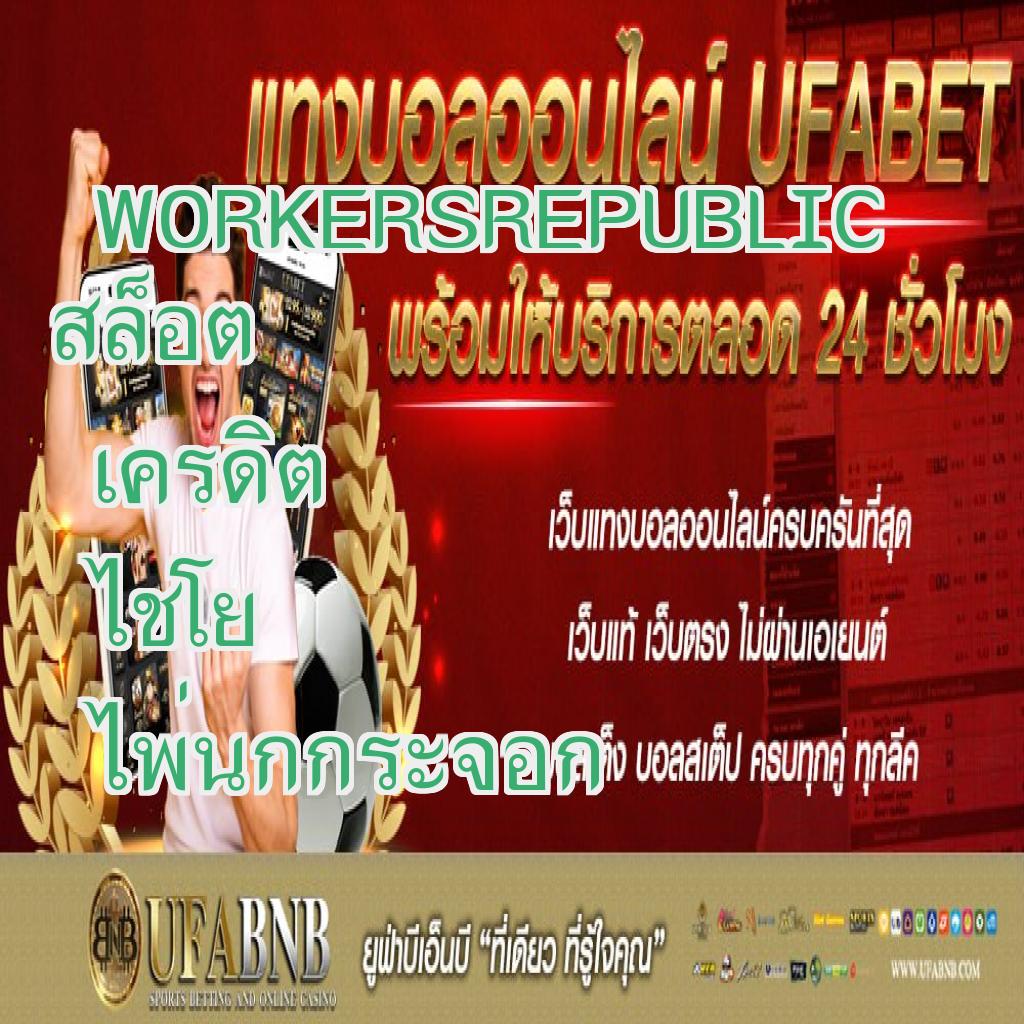 แทงบอลออนไลน์ UFABET
WORKERSREPUBLIC
สล็อต
พร้อมให้บริการตลอด 24 ชั่วโมง
เครดิต
เว็บแทงบอลออนไลน์ครบครันที่สุด
ไชโย
เว็บแท้ เว็บตรง ไม่ผ่านเอเยนต์
ไพ่นกกระจอก
บอลสเต็ป ครบทุกคู่ ทุกลีค
UFABNB
SPORTS BETTING AND ONLINE CASINO
ยูฟ่าบีเอ็นบี “ที่เดียว ที่รู้ใจคุณ”
WWW.UFABNB.COM